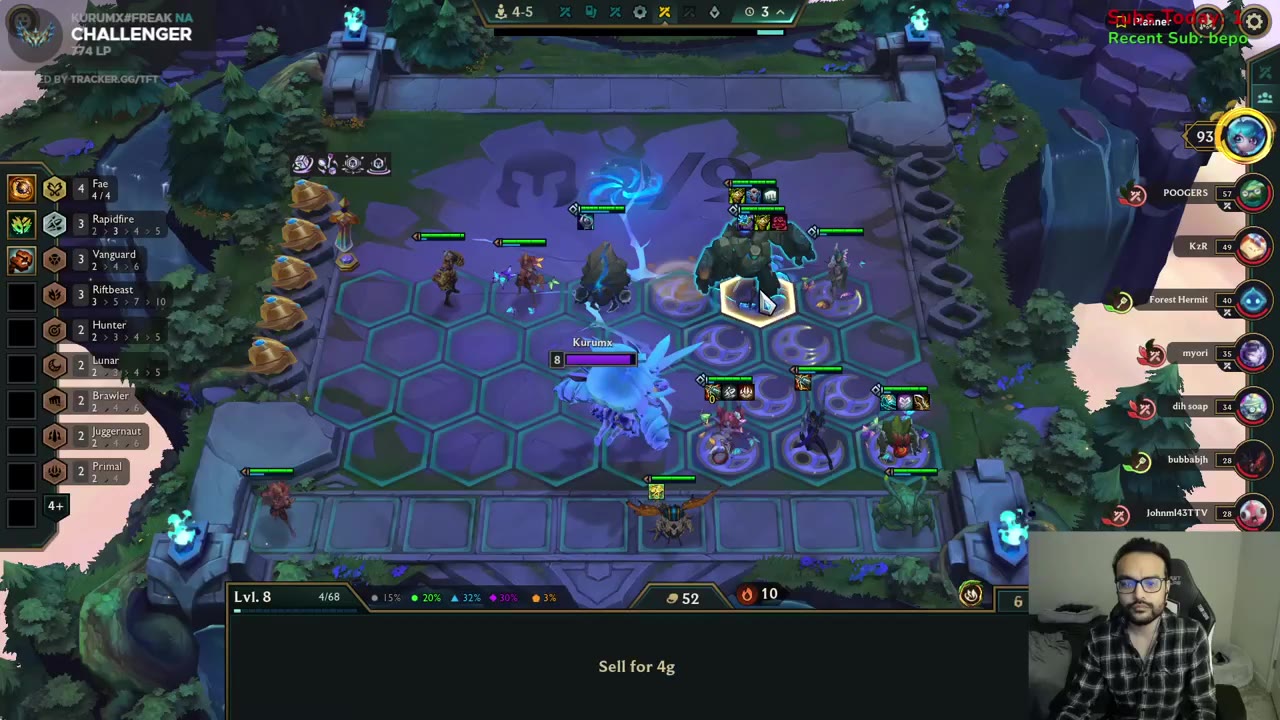 KURUMX#FREAK NA
CHALLENGER
774 LP
ED BY TRACKER.GG/TFT
4-5
3
Planner
Subs Today: 1
Recent Sub: bepo
93
POOGERS 57
KzR 49
Forest Hermit 40
myori 35
dih soap 34
bubbabjh 28
Johnml43TTV 28
4 Fae
4 / 4
3 Rapidfire
2 > 3 > 4 > 5
3 Vanguard
2 > 4 > 6
3 Riftbeast
3 > 5 > 7 > 10
2 Hunter
2 > 3 > 4 > 5
2 Lunar
2 > 3 > 4 > 5
2 Brawler
2 > 4 > 6
2 Juggernaut
2 > 4 > 6
2 Primal
2 > 4
4+
Kurumx
8
Lvl. 8 4/68
15% 20% 32% 30% 3%
52
10
6
Sell for 4g